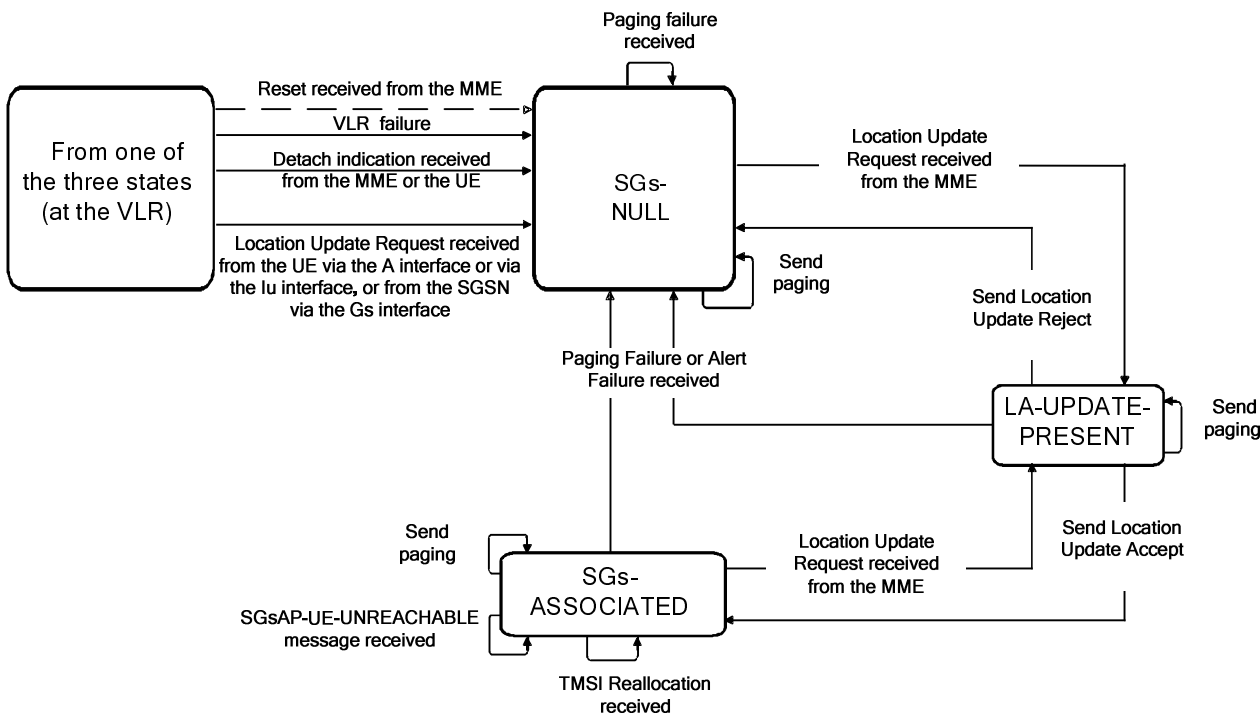 Paging failure
received
Reset received from the MME
VLR failure
Detach indication received
from the MME or the UE
Location Update Request received
from the UE via the A interface or via
the Iu interface, or from the SGSN
via the Gs interface
From one of
the three states
(at the VLR)
SGs-
NULL
Location Update
Request received
from the MME
Send
paging
Send Location
Update Reject
Paging Failure or Alert
Failure received
LA-UPDATE-
PRESENT
Send
paging
Send
paging
SGs-
ASSOCIATED
Location Update
Request received
from the MME
Send Location
Update Accept
SGsAP-UE-UNREACHABLE
message received
TMSI Reallocation
received